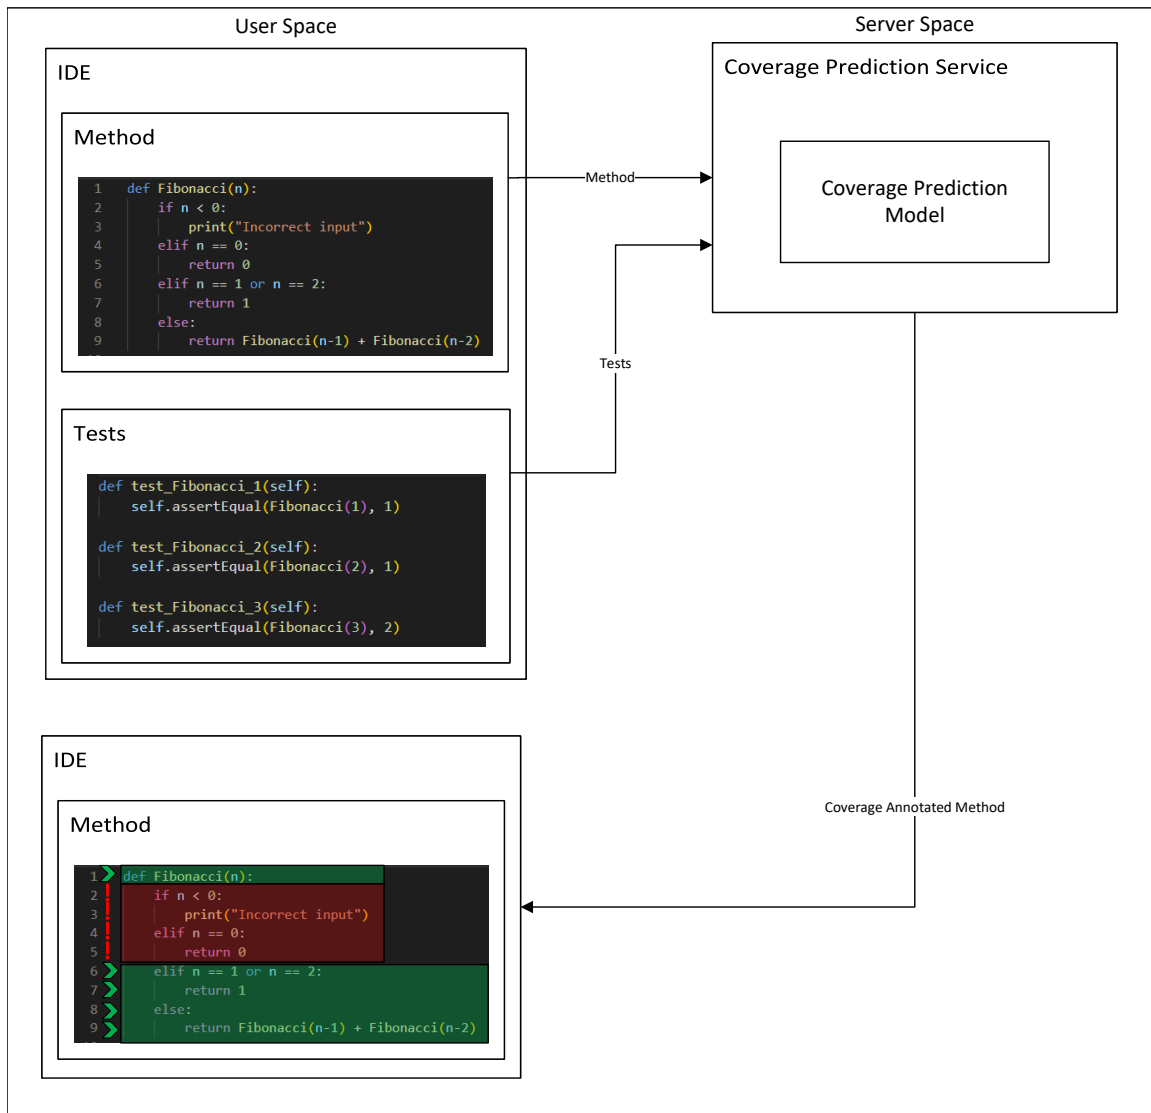 User Space
Server Space
IDE
Coverage Prediction Service
Method
1 def Fibonacci(n):
2 if n < 0:
3 print("Incorrect input")
4 elif n == 0:
5 return 0
6 elif n == 1 or n == 2:
7 return 1
8 else:
9 return Fibonacci(n-1) + Fibonacci(n-2)
Method
Coverage Prediction
Model
Tests
Tests
def test_Fibonacci_1(self):
self.assertEqual(Fibonacci(1), 1)
def test_Fibonacci_2(self):
self.assertEqual(Fibonacci(2), 1)
def test_Fibonacci_3(self):
self.assertEqual(Fibonacci(3), 2)
IDE
Method
Coverage Annotated Method
1 def Fibonacci(n):
2 if n < 0:
3 print("Incorrect input")
4 elif n == 0:
5 return 0
6 elif n == 1 or n == 2:
7 return 1
8 else:
9 return Fibonacci(n-1) + Fibonacci(n-2)